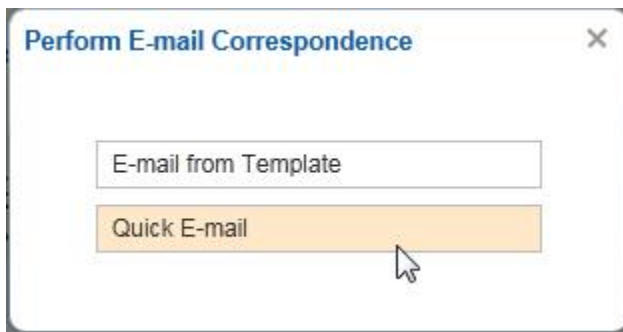 Perform E-mail Correspondence
E-mail from Template
Quick E-mail